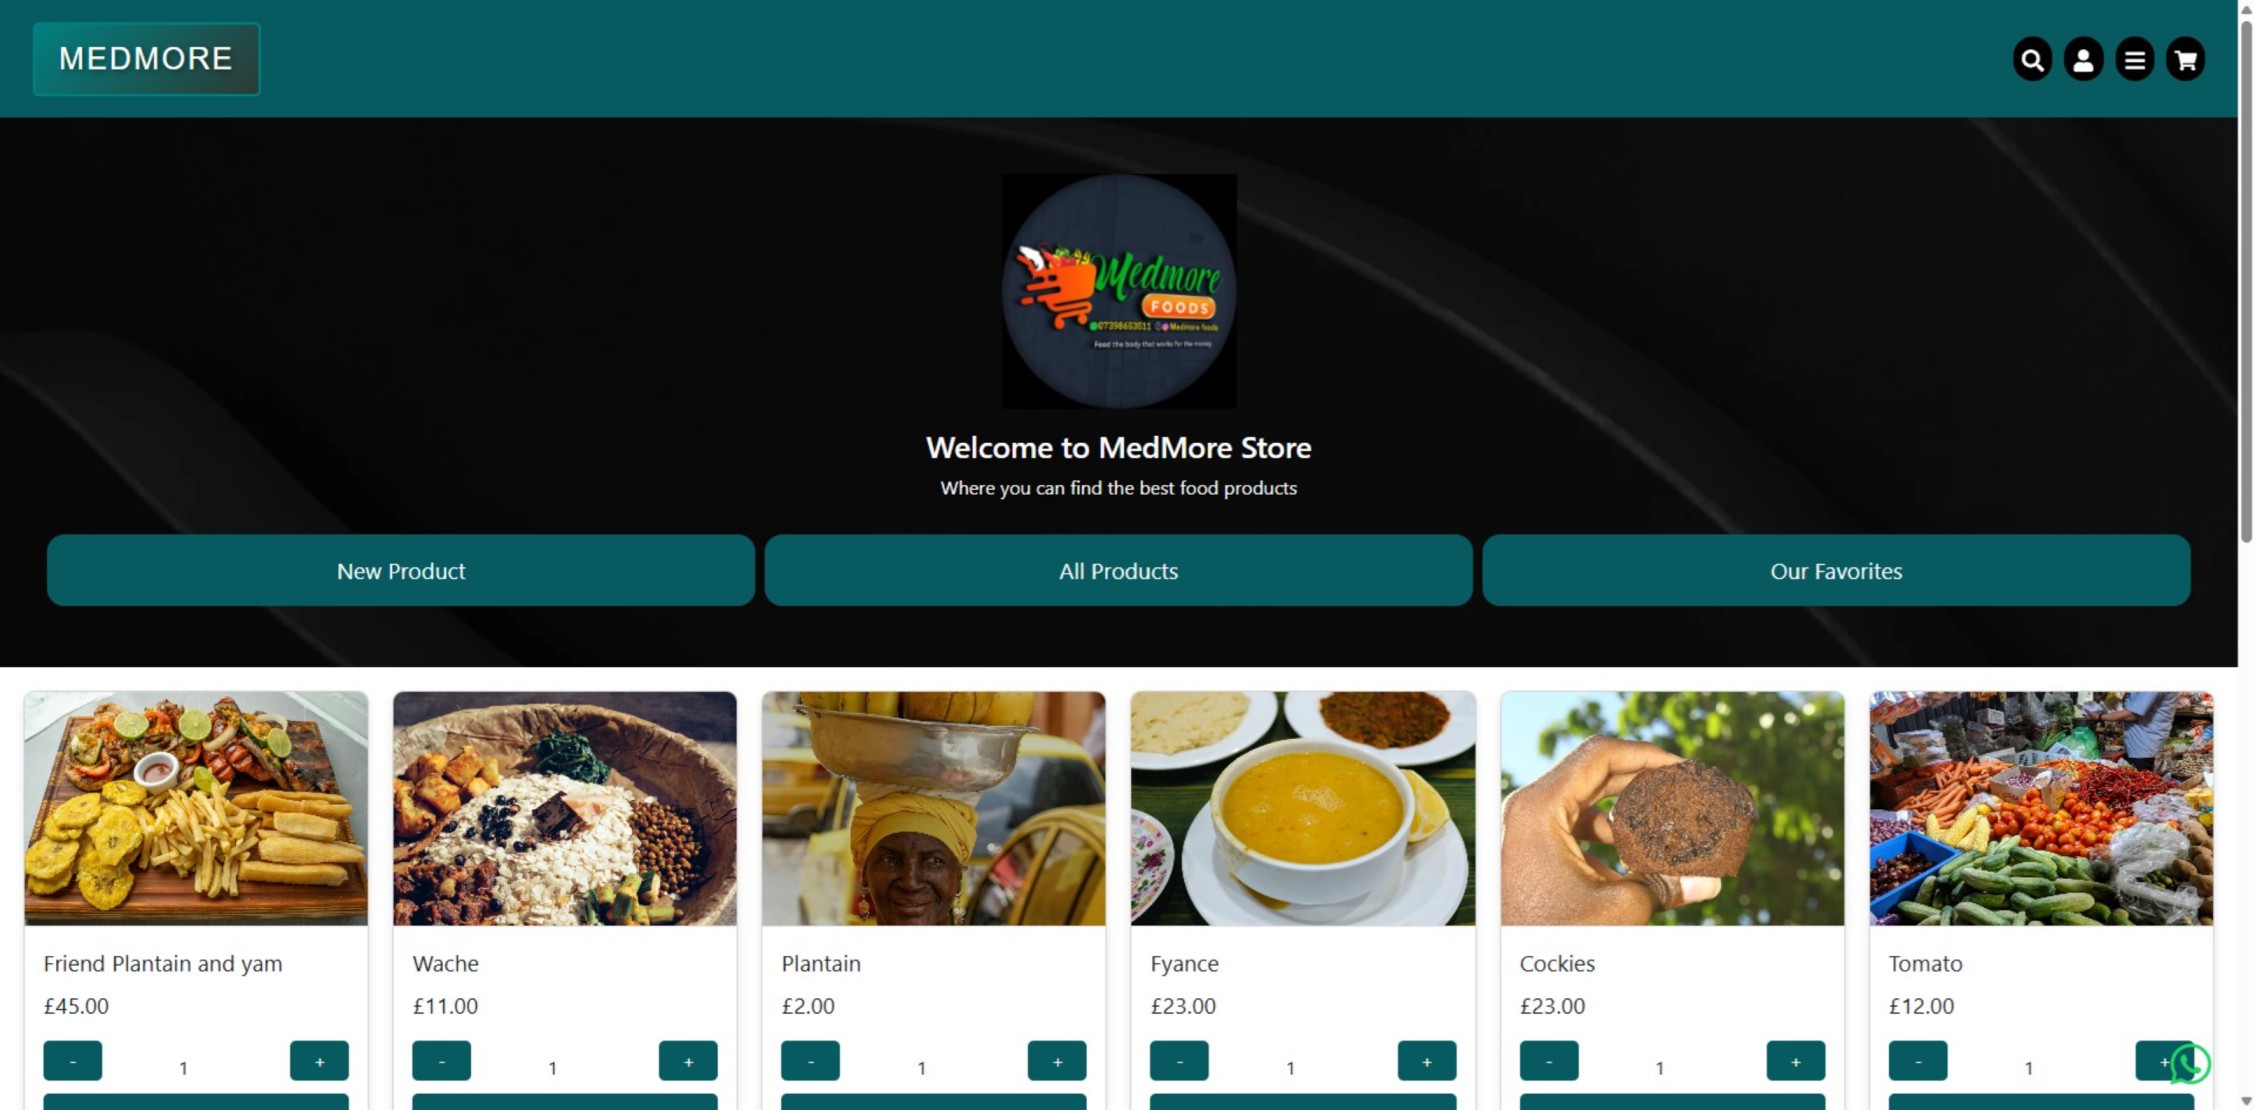 MEDMORE
Medmore
FOODS
07398653511 Medmore foods
Feed the body that works for the money
Welcome to MedMore Store
Where you can find the best food products
New Product
All Products
Our Favorites
Friend Plantain and yam
Wache
Plantain
Fyance
Cockies
Tomato
£45.00
£11.00
£2.00
£23.00
£23.00
£12.00
- 1 +
- 1 +
- 1 +
- 1 +
- 1 +
- 1 +